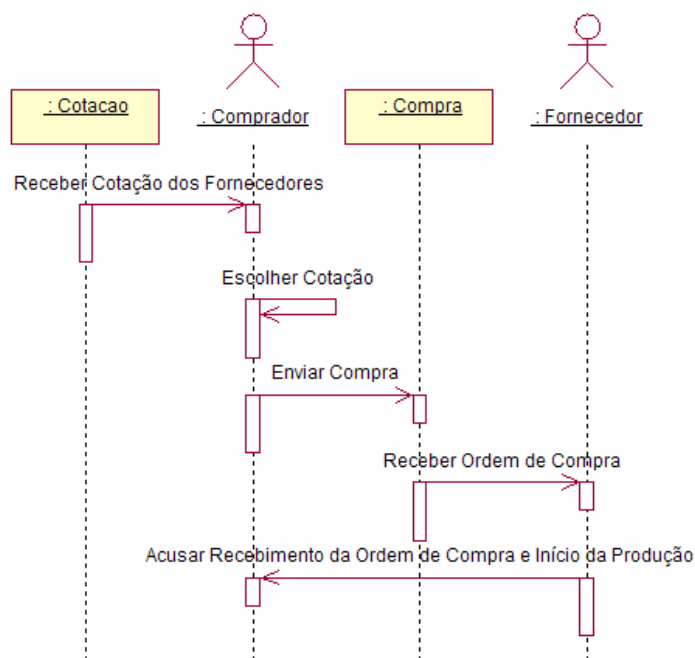 : Cotacao
: Comprador
: Compra
: Fornecedor
Receber Cotação dos Fornecedores
Escolher Cotação
Enviar Compra
Receber Ordem de Compra
Acusar Recebimento da Ordem de Compra e Início da Produção